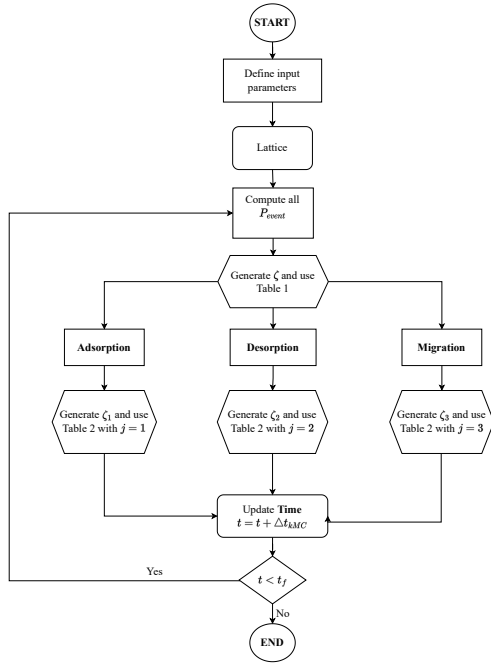 START
Define input
parameters
Lattice
Compute all
P_event
Generate ζ and use
Table 1
Adsorption
Desorption
Migration
Generate ζ₁ and use
Table 2 with j = 1
Generate ζ₂ and use
Table 2 with j = 2
Generate ζ₃ and use
Table 2 with j = 3
Update Time
t = t + △t_kMC
Yes
t < t_f
No
END